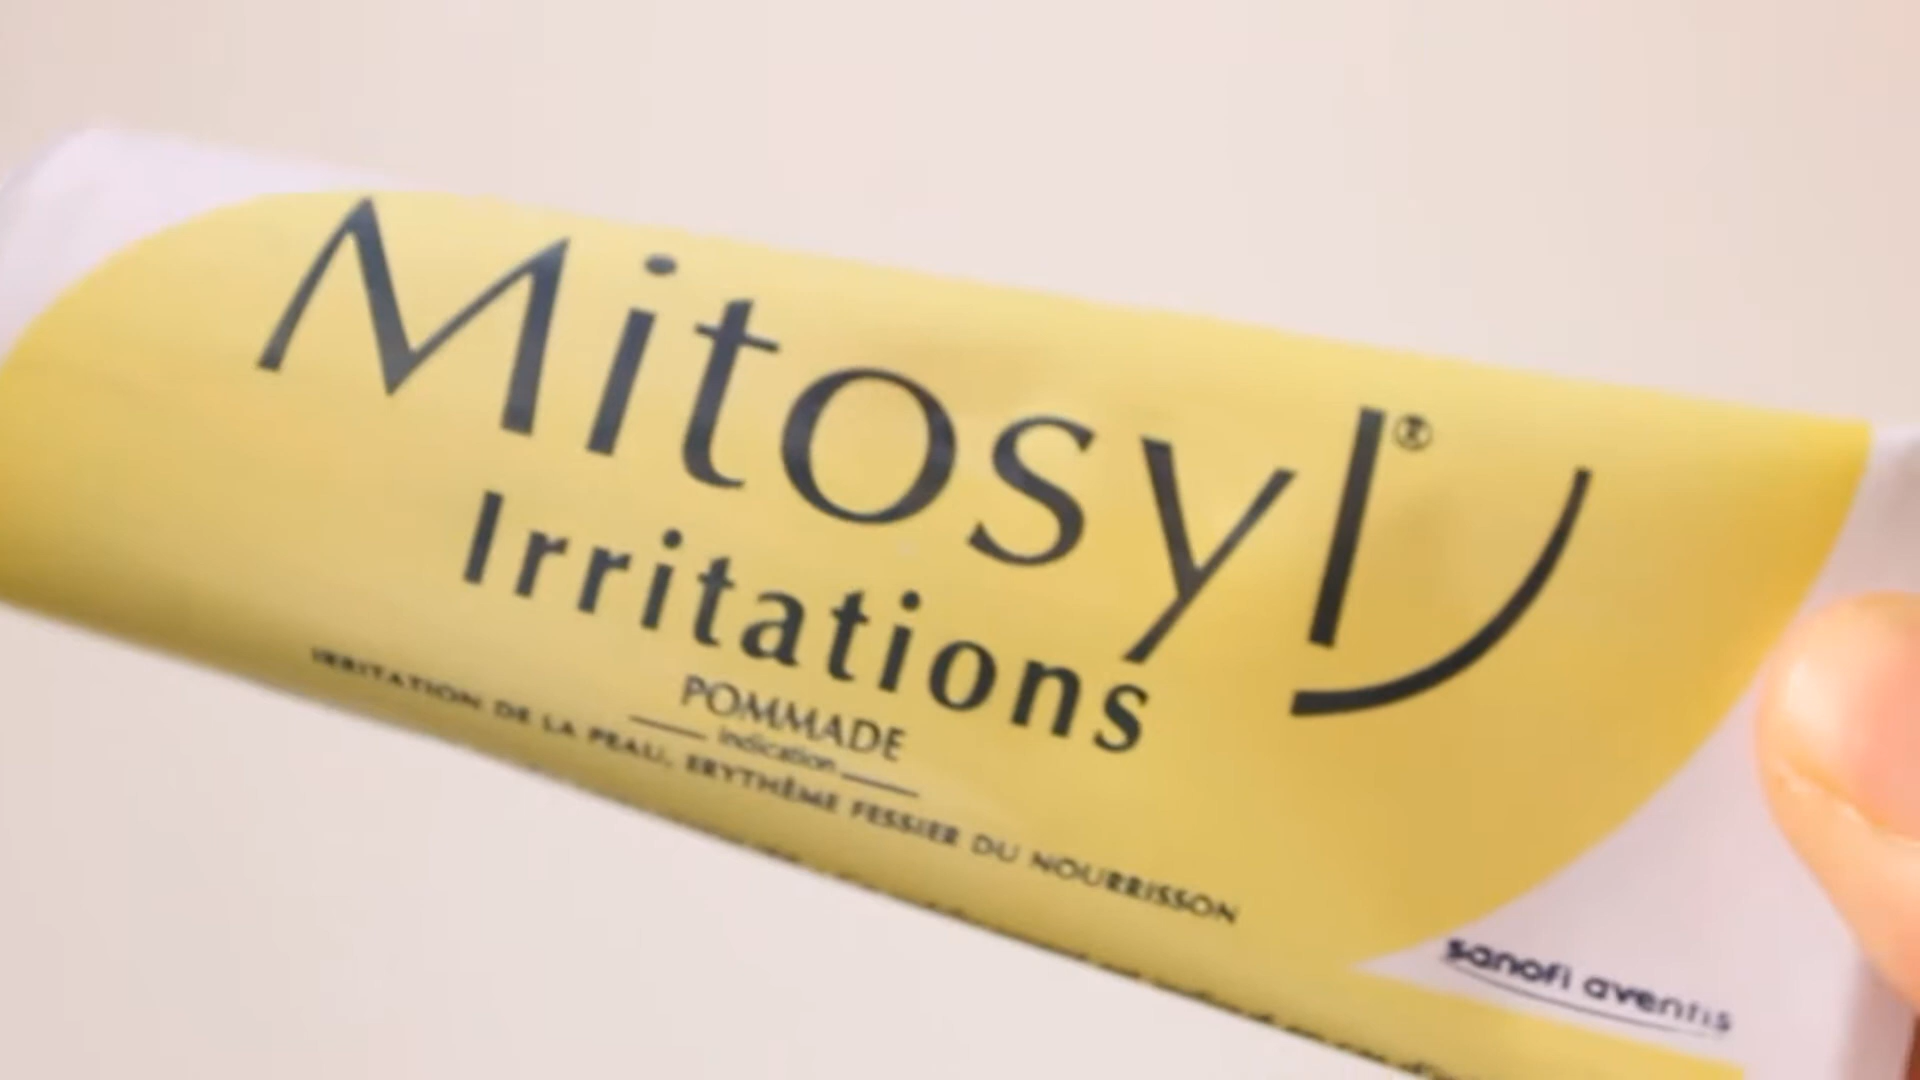 Mitosyl®
Irritations
POMMADE
Indication
IRRITATION DE LA PEAU, ERYTHÈME FESSIER DU NOURRISSON
sanofi aventis